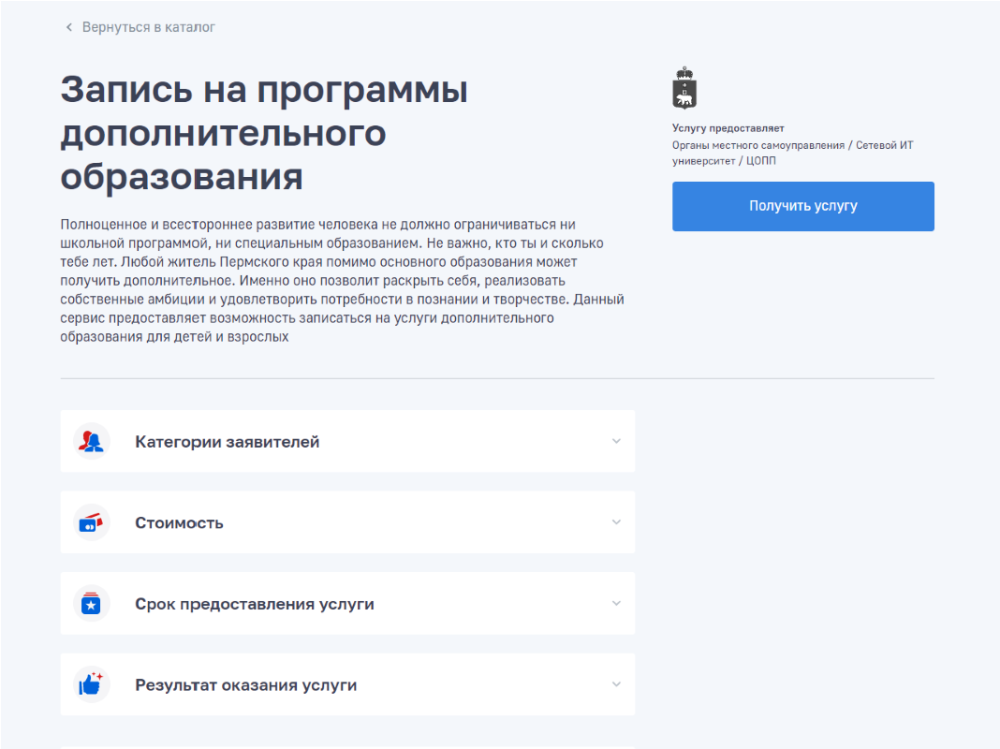 Вернуться в каталог
Запись на программы
дополнительного
образования
Полноценное и всестороннее развитие человека не должно ограничиваться ни
школьной программой, ни специальным образованием. Не важно, кто ты и сколько
тебе лет. Любой житель Пермского края помимо основного образования может
получить дополнительное. Именно оно позволит раскрыть себя, реализовать
собственные амбиции и удовлетворить потребности в познании и творчестве. Данный
сервис предоставляет возможность записаться на услуги дополнительного
образования для детей и взрослых
Услугу предоставляет
Органы местного самоуправления / Сетевой ИТ
университет / ЦОПП
Получить услугу
Категории заявителей
Стоимость
Срок предоставления услуги
Результат оказания услуги